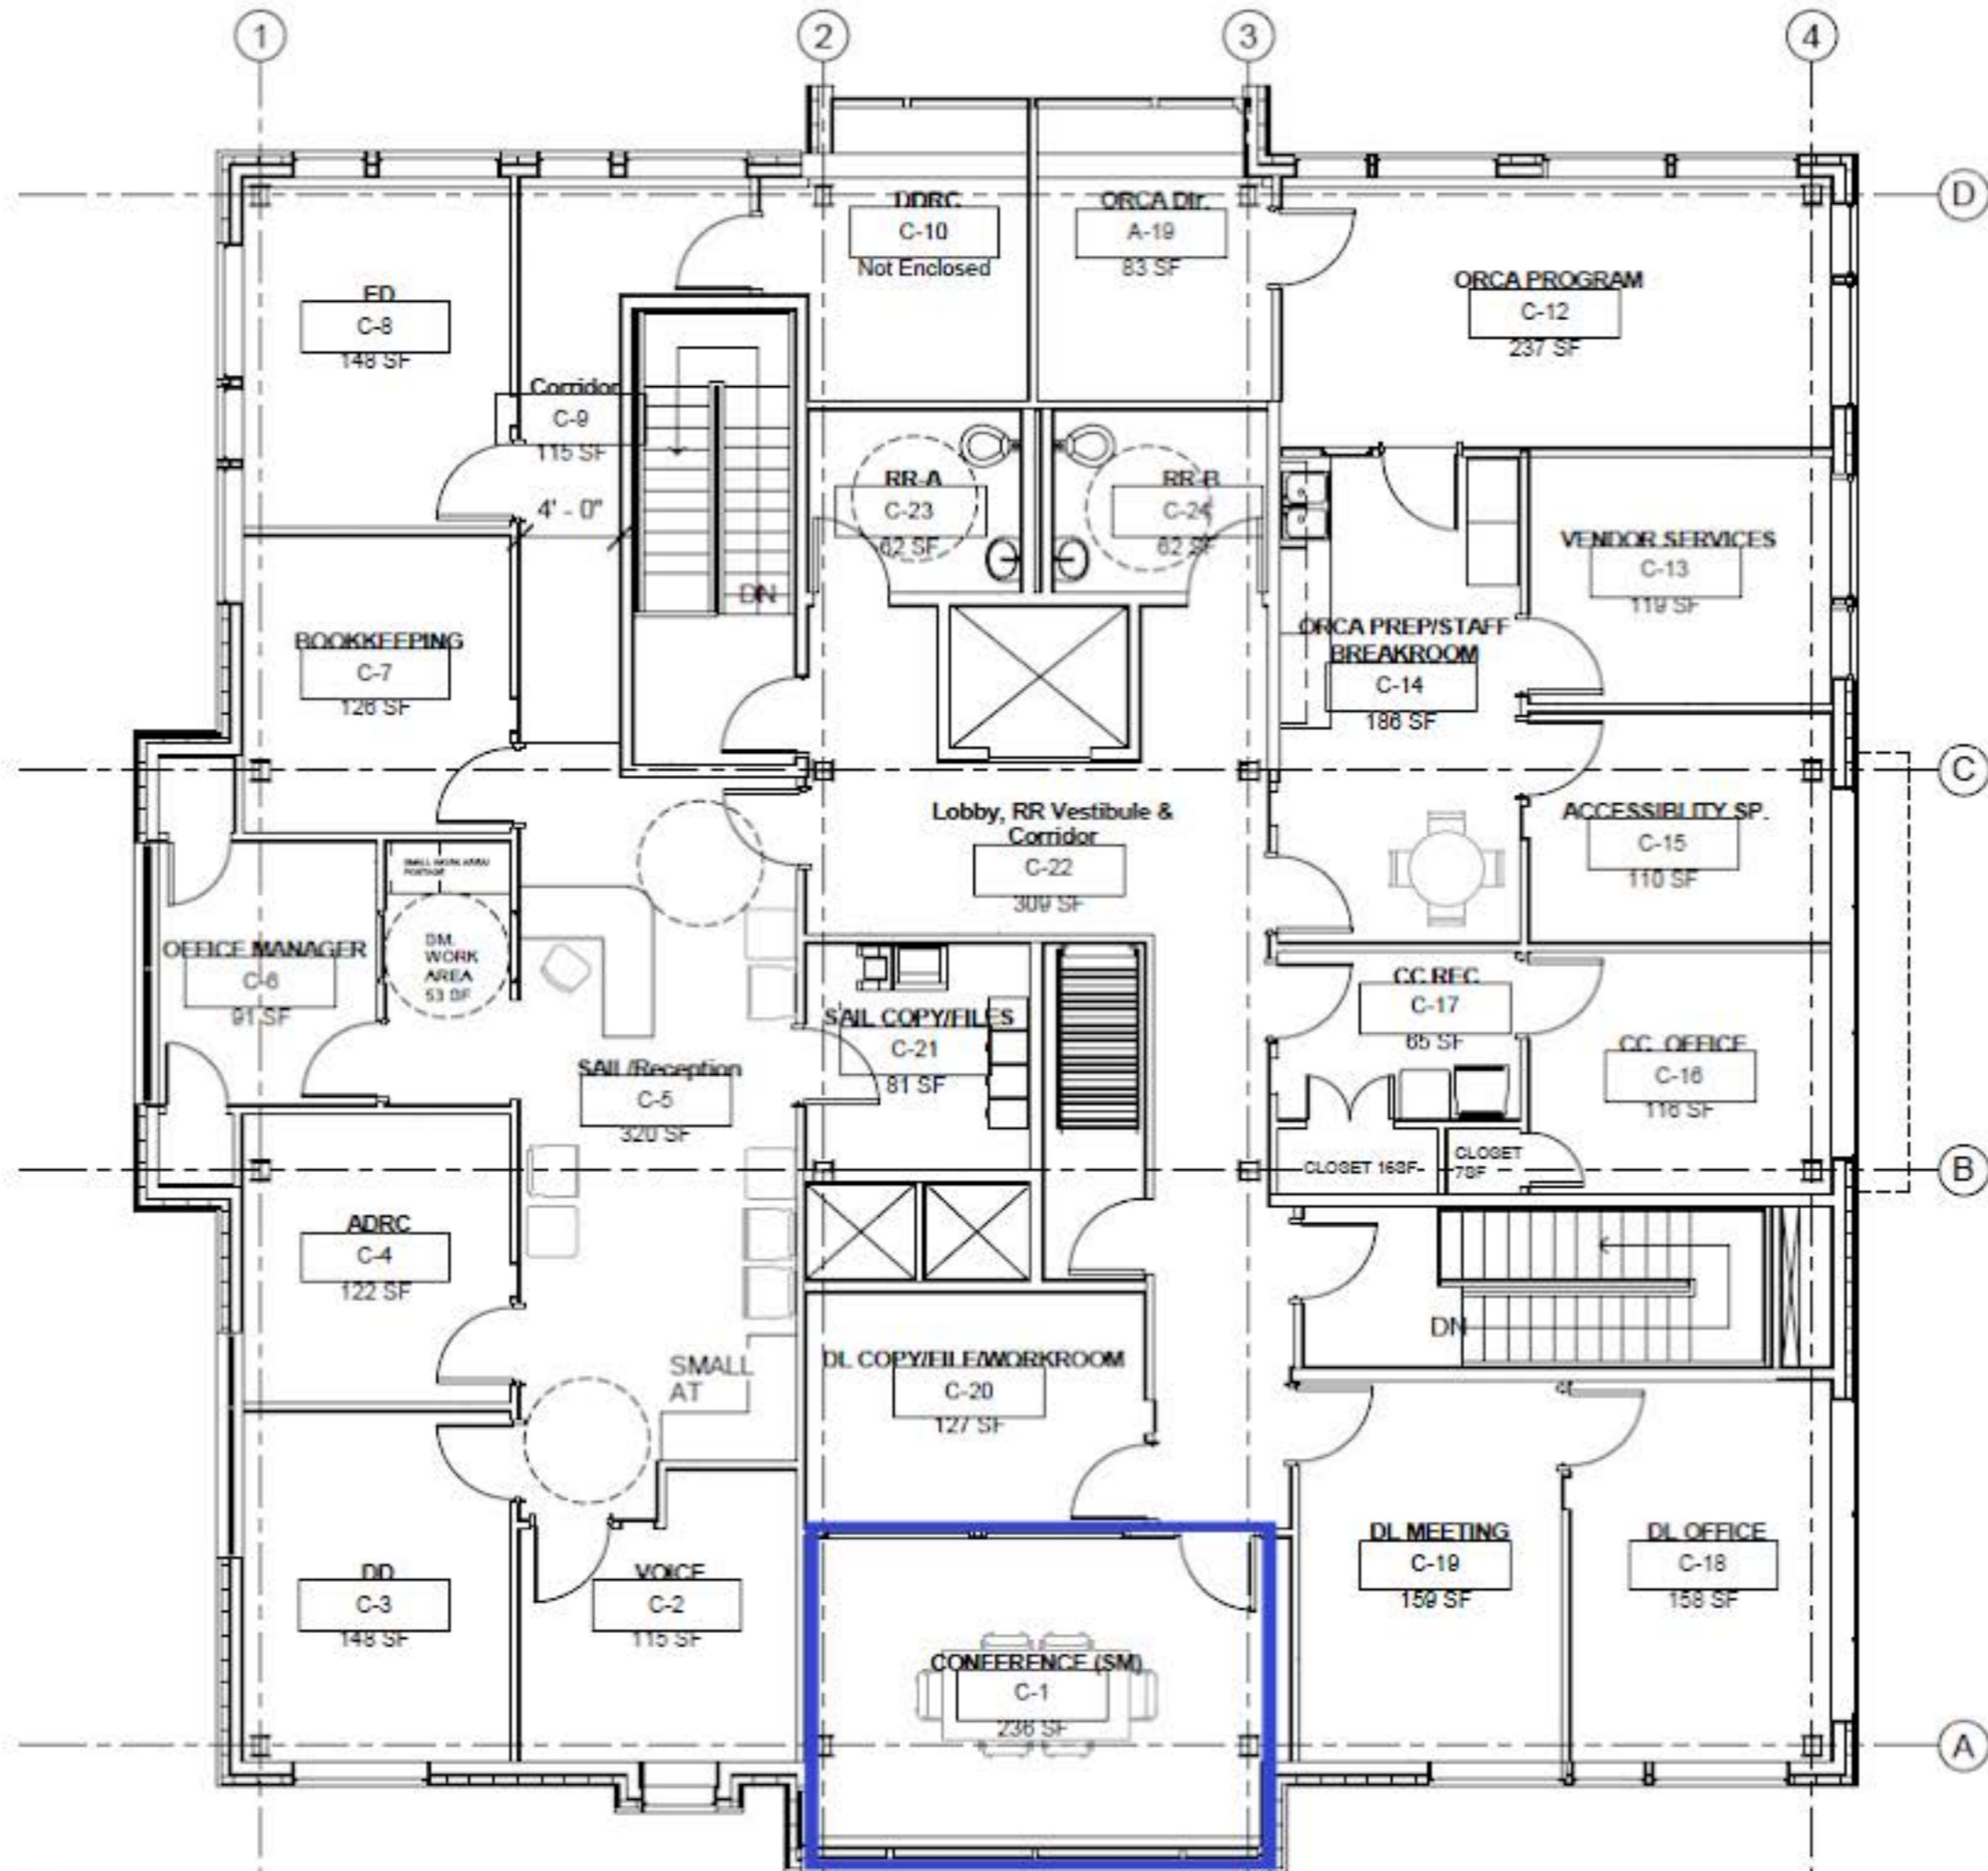 1
2
3
4
D
C
B
A
DDRC
C-10
Not Enclosed
ORCA Dir.
A-19
83 SF
ORCA PROGRAM
C-12
237 SF
ED
C-8
148 SF
Corridor
C-9
115 SF
4' - 0"
DN
RR-A
C-23
62 SF
RR-B
C-24
62 SF
VENDOR SERVICES
C-13
119 SF
BOOKKEEPING
C-7
126 SF
ORCA PREP/STAFF
BREAKROOM
C-14
186 SF
Lobby, RR Vestibule &
Corridor
C-22
309 SF
ACCESSIBLITY SP.
C-15
110 SF
SMALL WORK AREA/
POSTAGE
OFFICE MANAGER
C-6
91 SF
DM.
WORK
AREA
53 SF
SAIL COPY/FILES
C-21
81 SF
CC REC
C-17
65 SF
CC OFFICE
C-16
116 SF
SAIL/Reception
C-5
320 SF
CLOSET 16SF
CLOSET
7SF
ADRC
C-4
122 SF
SMALL
AT
DN
DL COPY/FILE/WORKROOM
C-20
127 SF
DD
C-3
148 SF
VOICE
C-2
115 SF
CONFERENCE (SM)
C-1
236 SF
DL MEETING
C-19
159 SF
DL OFFICE
C-18
158 SF